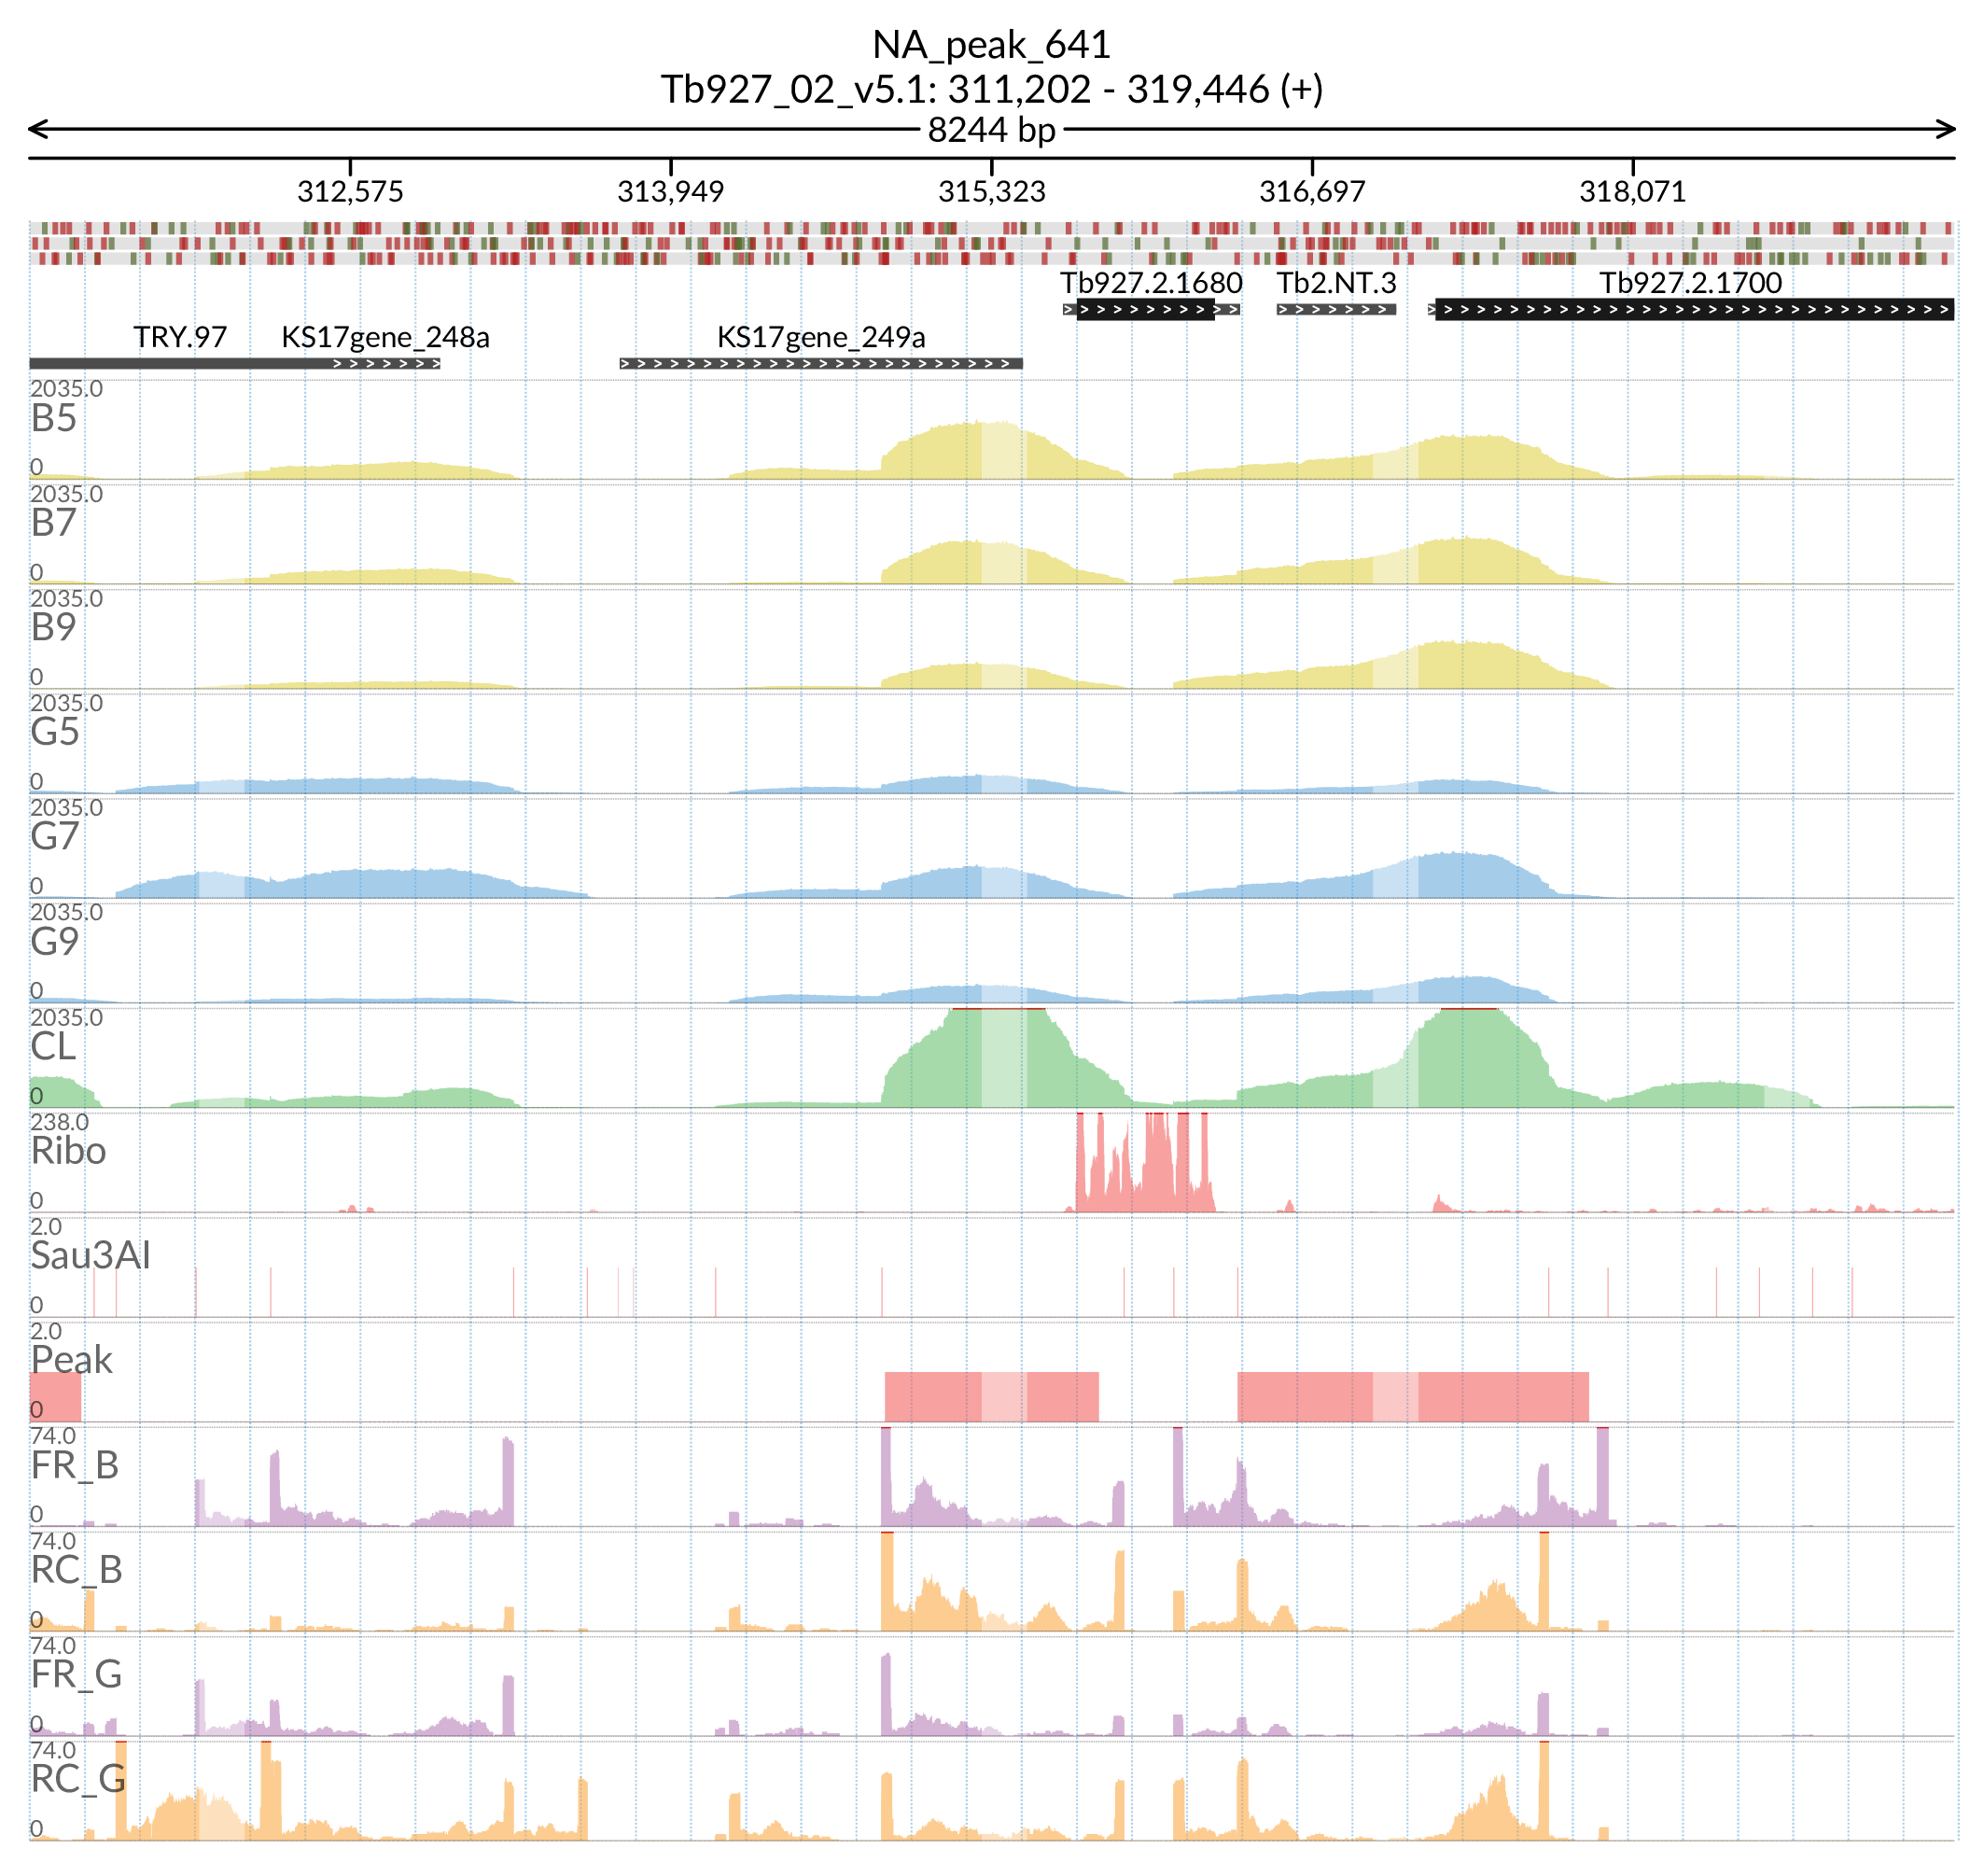 NA_peak_641
Tb927_02_v5.1: 311,202 - 319,446 (+)
8244 bp
312,575 313,949 315,323 316,697 318,071
Tb927.2.1680 Tb2.NT.3 Tb927.2.1700
TRY.97 KS17gene_248a KS17gene_249a
2035.0
B5
0
2035.0
B7
0
2035.0
B9
0
2035.0
G5
0
2035.0
G7
0
2035.0
G9
0
2035.0
CL
0
238.0
Ribo
0
2.0
Sau3AI
0
2.0
Peak
0
74.0
FR_B
0
74.0
RC_B
0
74.0
FR_G
0
74.0
RC_G
0